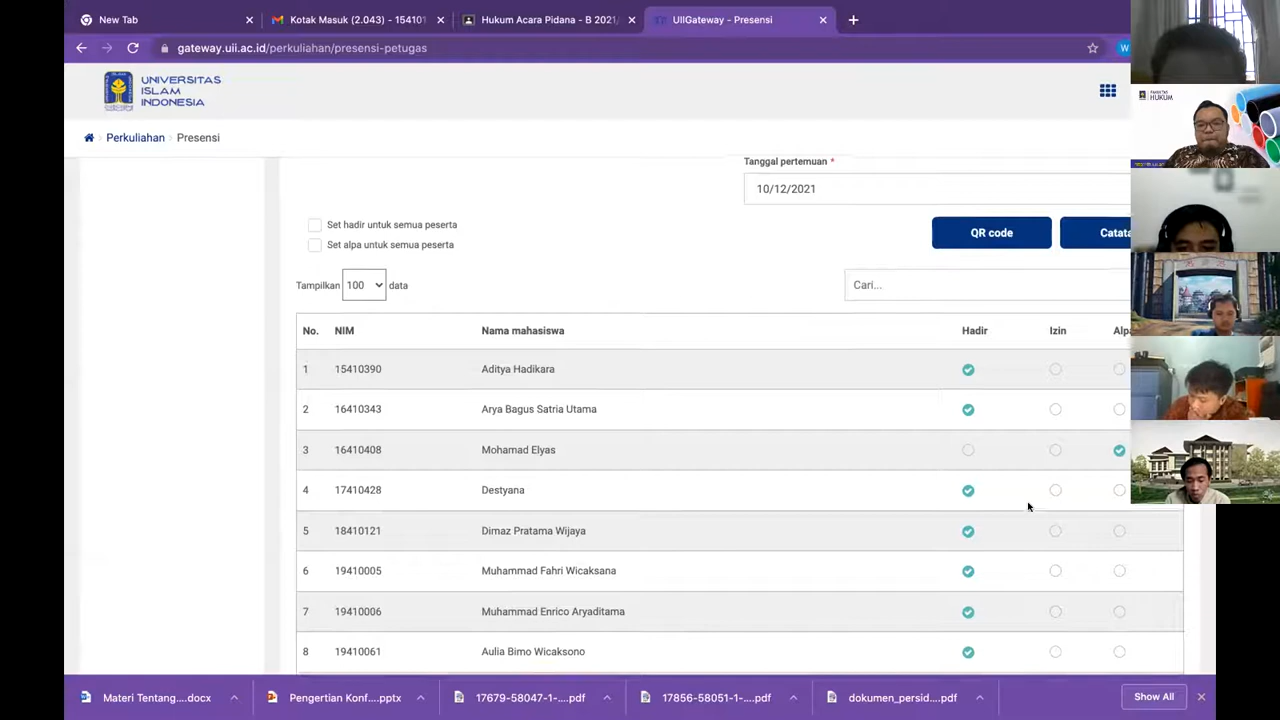 New Tab
Kotak Masuk (2.043) - 154101
Hukum Acara Pidana - B 2021/
UIIGateway - Presensi
gateway.uii.ac.id/perkuliahan/presensi-petugas
W
UNIVERSITAS
ISLAM
INDONESIA
FAKULTAS
HUKUM
Perkuliahan > Presensi
Tanggal pertemuan *
10/12/2021
Set hadir untuk semua peserta
Set alpa untuk semua peserta
QR code
Catata
Tampilkan 100 data
Cari...
No. NIM Nama mahasiswa Hadir Izin Alpa
1 15410390 Aditya Hadikara
2 16410343 Arya Bagus Satria Utama
3 16410408 Mohamad Elyas
4 17410428 Destyana
5 18410121 Dimaz Pratama Wijaya
6 19410005 Muhammad Fahri Wicaksana
7 19410006 Muhammad Enrico Aryaditama
8 19410061 Aulia Bimo Wicaksono
Materi Tentang....docx
Pengertian Konf....pptx
17679-58047-1-....pdf
17856-58051-1-....pdf
dokumen_persid....pdf
Show All